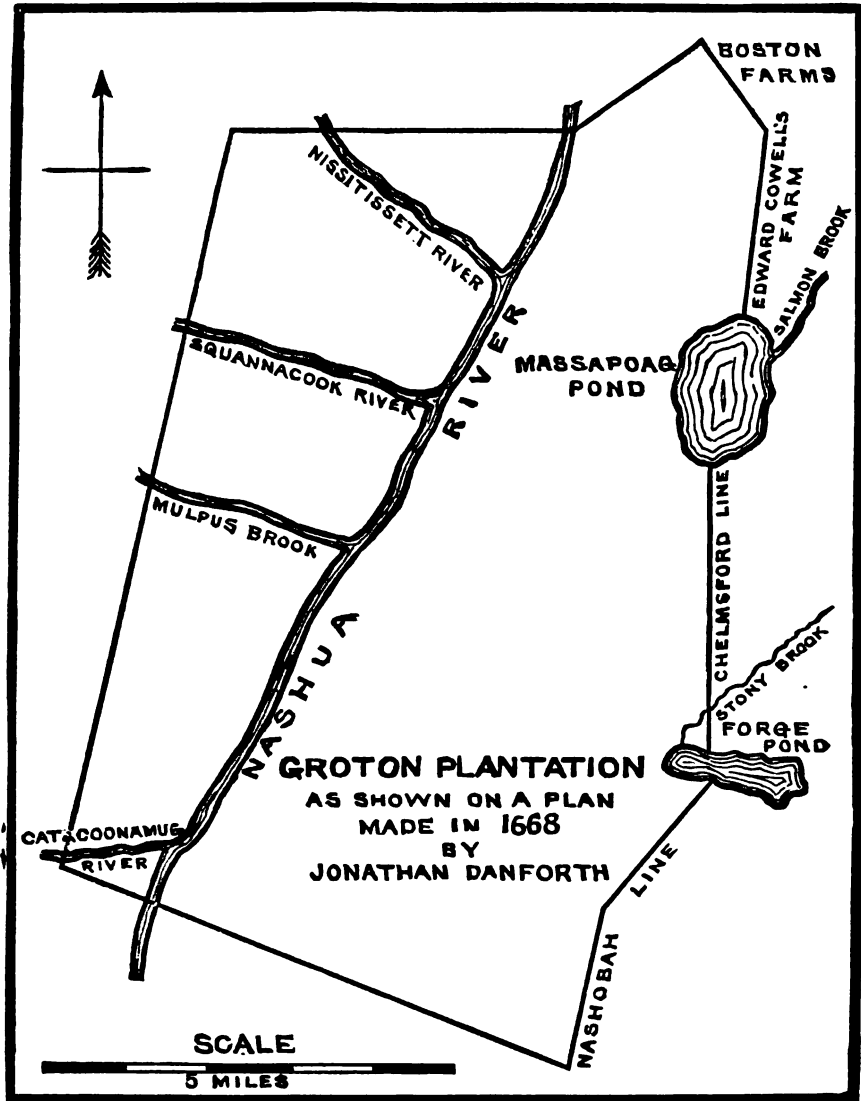 BOSTON
FARMS
EDWARD COWELL'S
FARM
SALMON BROOK
NISSITISSETT RIVER
SQUANNACOOK RIVER
MASSAPOAG
POND
MULPUS BROOK
NASHUA RIVER
CHELMSFORD LINE
STONY BROOK
FORGE
POND
GROTON PLANTATION
AS SHOWN ON A PLAN
MADE IN 1668
BY
JONATHAN DANFORTH
CATACOONAMUG
RIVER
NASHOBAH LINE
SCALE
5 MILES